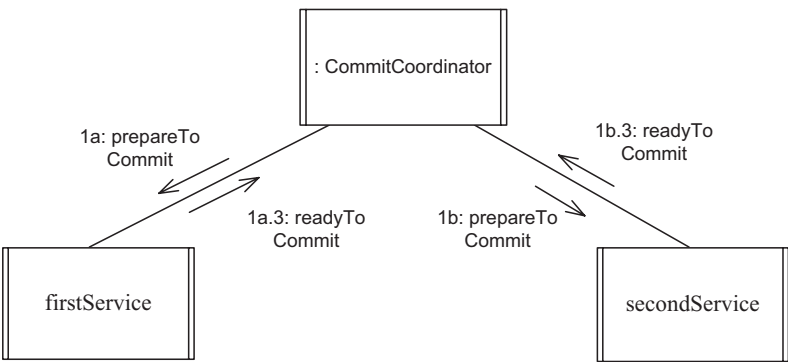 : CommitCoordinator
1a: prepareTo
Commit
1b.3: readyTo
Commit
1a.3: readyTo
Commit
1b: prepareTo
Commit
firstService
secondService